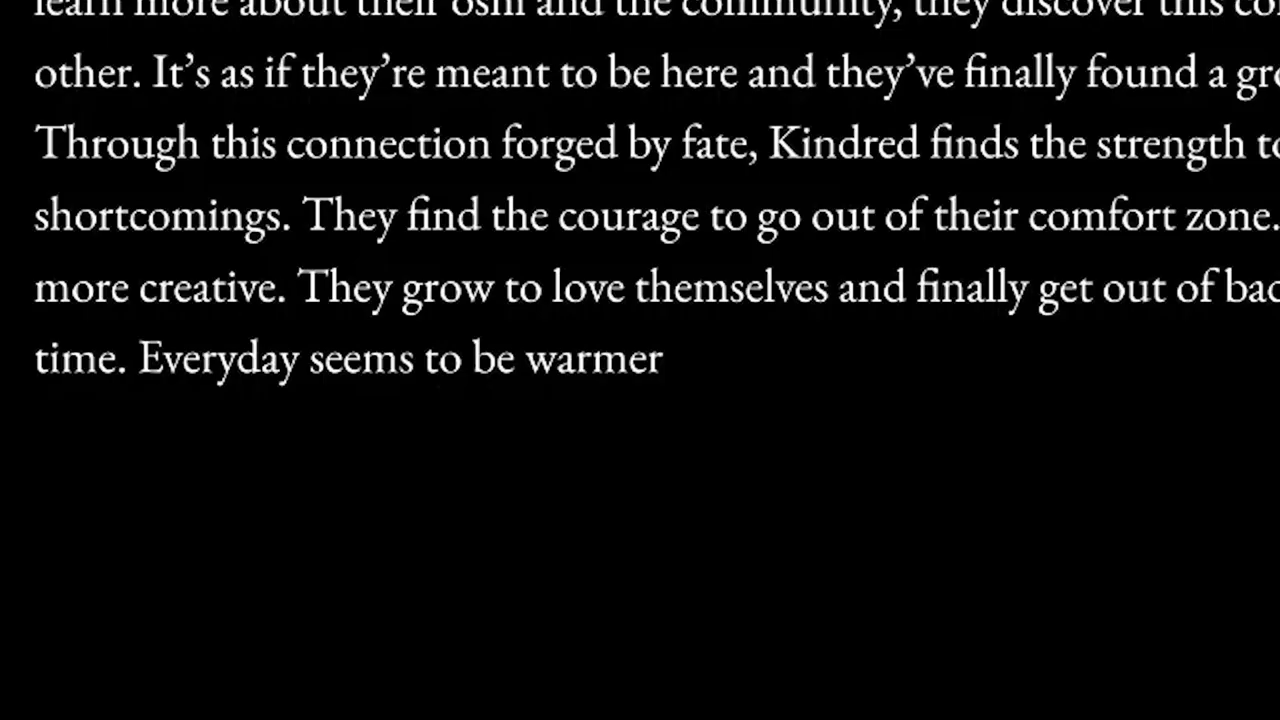 learn more about their oshi and the community, they discover this
other. It’s as if they’re meant to be here and they’ve finally found a
Through this connection forged by fate, Kindred finds the strength
shortcomings. They find the courage to go out of their comfort zone.
more creative. They grow to love themselves and finally get out of
time. Everyday seems to be warmer